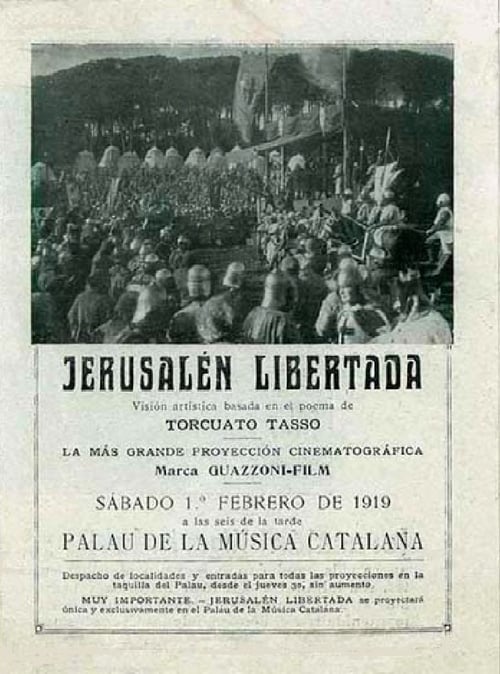 JERUSALÉN LIBERTADA
Visión artística basada en el poema de
TORCUATO TASSO
LA MÁS GRANDE PROYECCIÓN CINEMATOGRÁFICA
Marca GUAZZONI-FILM
SÁBADO 1.º FEBRERO DE 1919
a las seis de la tarde
PALAU DE LA MÚSICA CATALANA
Despacho de localidades y entradas para todas las proyecciones en la
taquilla del Palau, desde el jueves 30, sin aumento.
MUY IMPORTANTE. - JERUSALÉN LIBERTADA se proyectará
única y exclusivamente en el Palau de la Música Catalana.